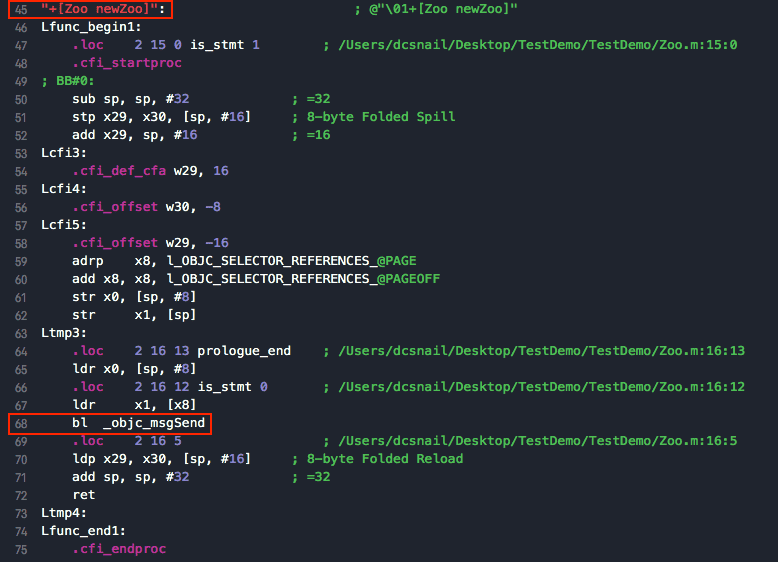 45 "+[Zoo newZoo]": ; @"\01+[Zoo newZoo]"
46 Lfunc_begin1:
47 .loc 2 15 0 is_stmt 1 ; /Users/dcsnail/Desktop/TestDemo/TestDemo/Zoo.m:15:0
48 .cfi_startproc
49 ; BB#0:
50 sub sp, sp, #32 ; =32
51 stp x29, x30, [sp, #16] ; 8-byte Folded Spill
52 add x29, sp, #16 ; =16
53 Lcfi3:
54 .cfi_def_cfa w29, 16
55 Lcfi4:
56 .cfi_offset w30, -8
57 Lcfi5:
58 .cfi_offset w29, -16
59 adrp x8, l_OBJC_SELECTOR_REFERENCES_@PAGE
60 add x8, x8, l_OBJC_SELECTOR_REFERENCES_@PAGEOFF
61 str x0, [sp, #8]
62 str x1, [sp]
63 Ltmp3:
64 .loc 2 16 13 prologue_end ; /Users/dcsnail/Desktop/TestDemo/TestDemo/Zoo.m:16:13
65 ldr x0, [sp, #8]
66 .loc 2 16 12 is_stmt 0 ; /Users/dcsnail/Desktop/TestDemo/TestDemo/Zoo.m:16:12
67 ldr x1, [x8]
68 bl _objc_msgSend
69 .loc 2 16 5 ; /Users/dcsnail/Desktop/TestDemo/TestDemo/Zoo.m:16:5
70 ldp x29, x30, [sp, #16] ; 8-byte Folded Reload
71 add sp, sp, #32 ; =32
72 ret
73 Ltmp4:
74 Lfunc_end1:
75 .cfi_endproc